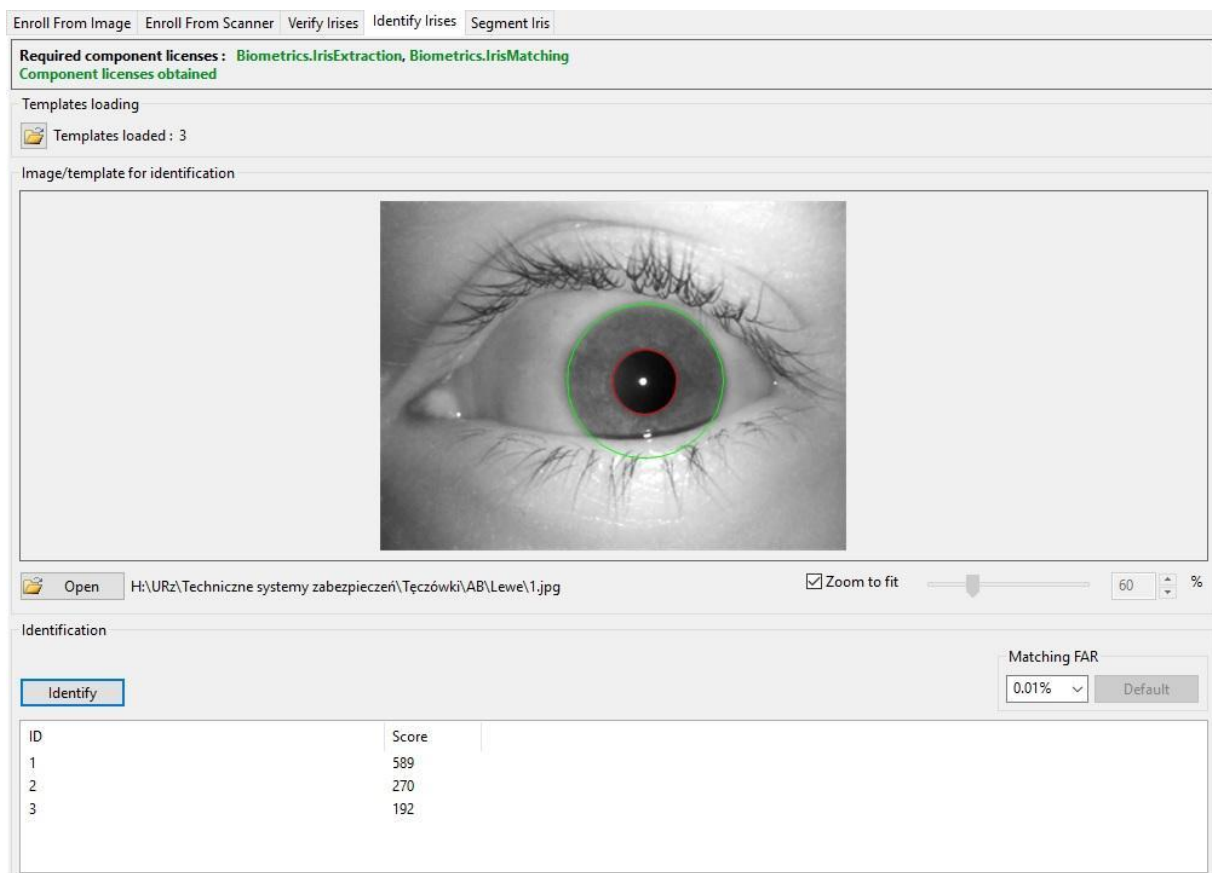 Enroll From Image Enroll From Scanner Verify Irises Identify Irises Segment Iris
Required component licenses : Biometrics.IrisExtraction, Biometrics.IrisMatching
Component licenses obtained
Templates loading
Templates loaded : 3
Image/template for identification
Open H:\URz\Techniczne systemy zabezpieczeń\Tęczówki\AB\Lewe\1.jpg Zoom to fit 60 %
Identification
Matching FAR
Identify 0.01% Default
ID Score
1 589
2 270
3 192